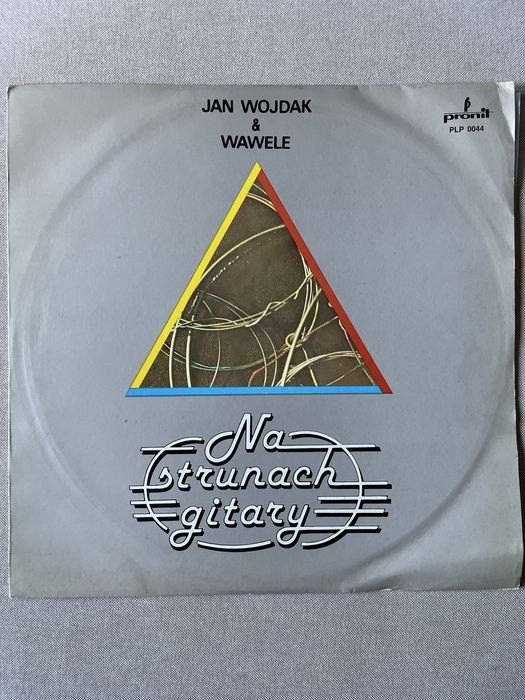 JAN WOJDAK
&
WAWELE
pronit
PLP 0044
Na
strunach
gitary